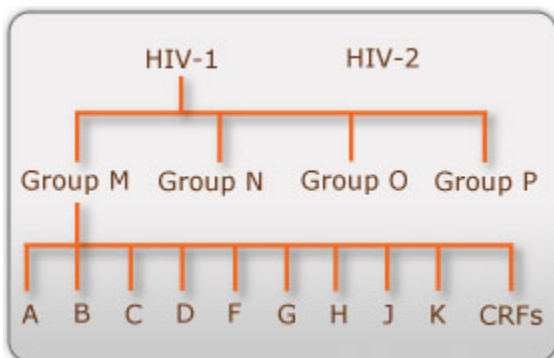 HIV-1 HIV-2
Group M Group N Group O Group P
A B C D F G H J K CRFs